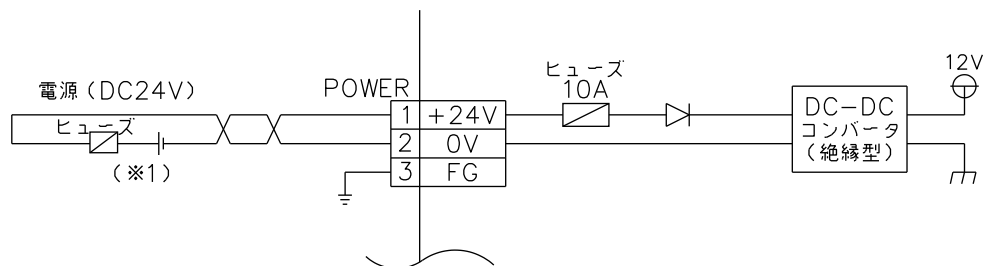 電源(DC24V)
ヒューズ
(※1)
POWER
1 +24V
2 0V
3 FG
ヒューズ
10A
DC-DC
コンバータ
(絶縁型)
12V